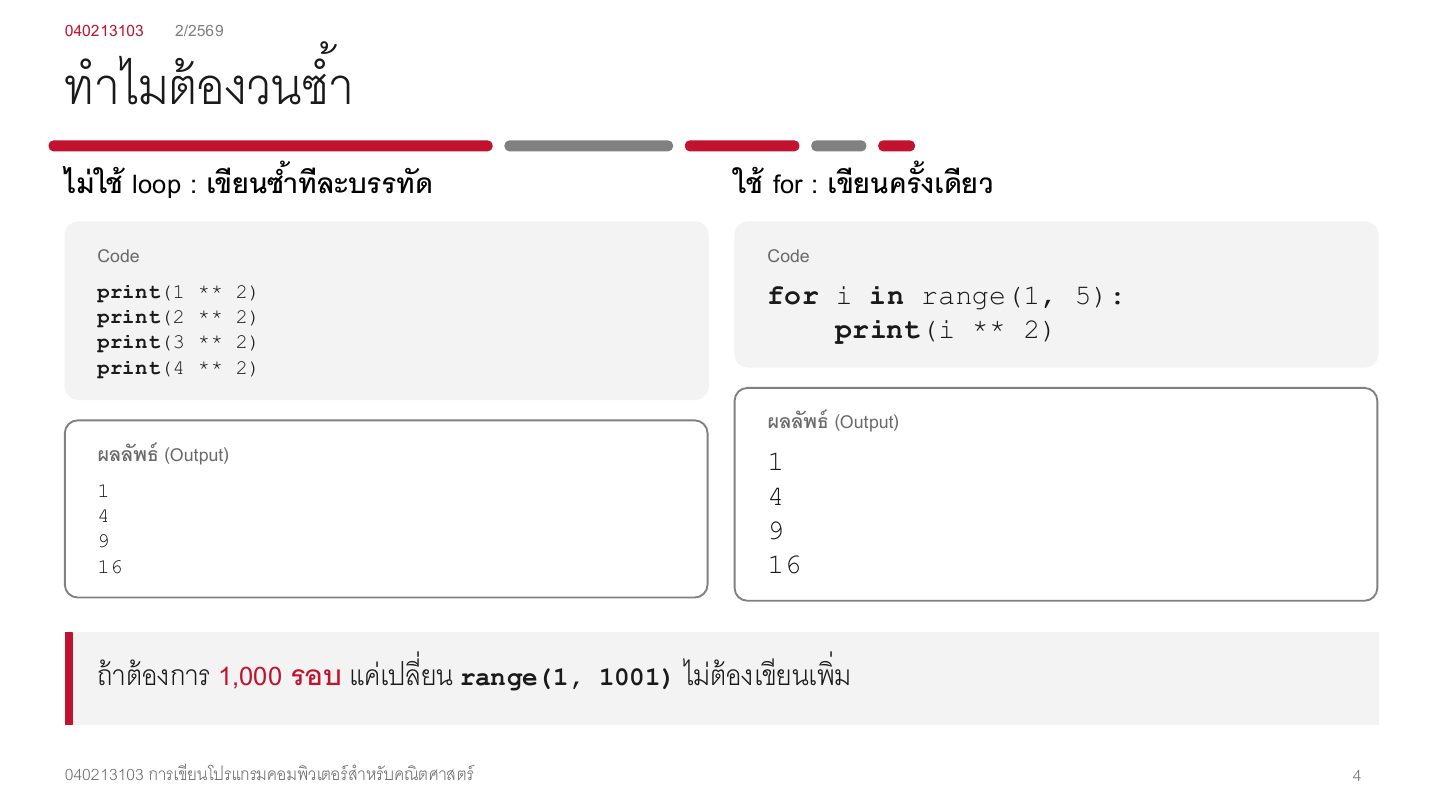 040213103 2/2569
ทำไมต้องวนซ้ำ
ไม่ใช้ loop : เขียนซ้ำทีละบรรทัด
Code
print(1 ** 2)
print(2 ** 2)
print(3 ** 2)
print(4 ** 2)
ผลลัพธ์ (Output)
1
4
9
16
ใช้ for : เขียนครั้งเดียว
Code
for i in range(1, 5):
    print(i ** 2)
ผลลัพธ์ (Output)
1
4
9
16
ถ้าต้องการ 1,000 รอบ แค่เปลี่ยน range(1, 1001) ไม่ต้องเขียนเพิ่ม
040213103 การเขียนโปรแกรมคอมพิวเตอร์สำหรับคณิตศาสตร์ 4